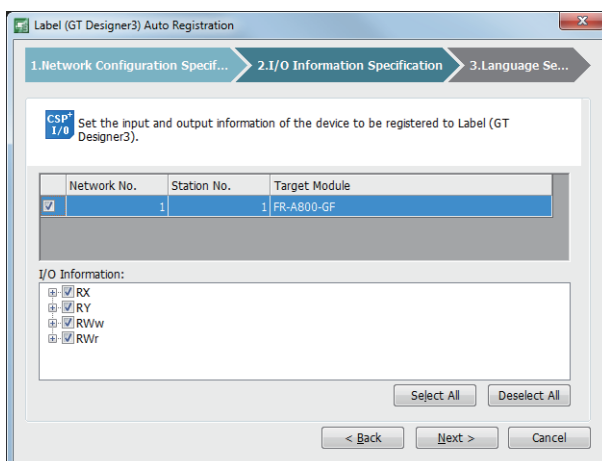 Label (GT Designer3) Auto Registration
1.Network Configuration Specif... 2.I/O Information Specification 3.Language Se...
CSP+
I/O
Set the input and output information of the device to be registered to Label (GT
Designer3).
Network No. Station No. Target Module
1 1 FR-A800-GF
I/O Information:
RX
RY
RWw
RWr
Select All Deselect All
< Back Next > Cancel